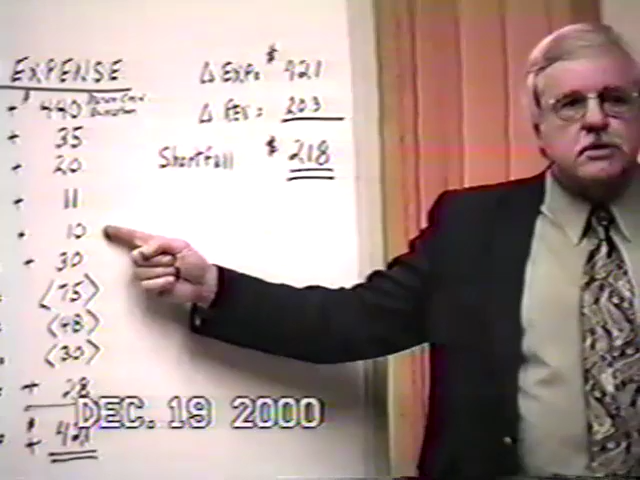 EXPENSE
+ $ 440
+ 35
+ 20
+ 11
+ 10
+ 30
<75>
<48>
<30>
+ 28
$ + 421
Δ Exp. $ 421
Δ Rev: 203
Shortfall $ 218
DEC. 19 2000